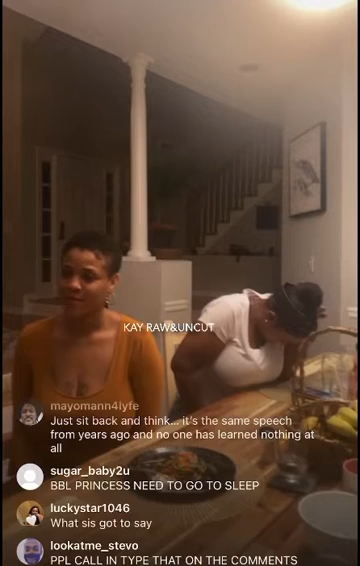 KAY RAW&UNCUT
mayomann4lyfe
Just sit back and think... it's the same speech
from years ago and no one has learned nothing at
all
sugar_baby2u
BBL PRINCESS NEED TO GO TO SLEEP
luckystar1046
What sis got to say
lookatme_stevo
PPL CALL IN TYPE THAT ON THE COMMENTS